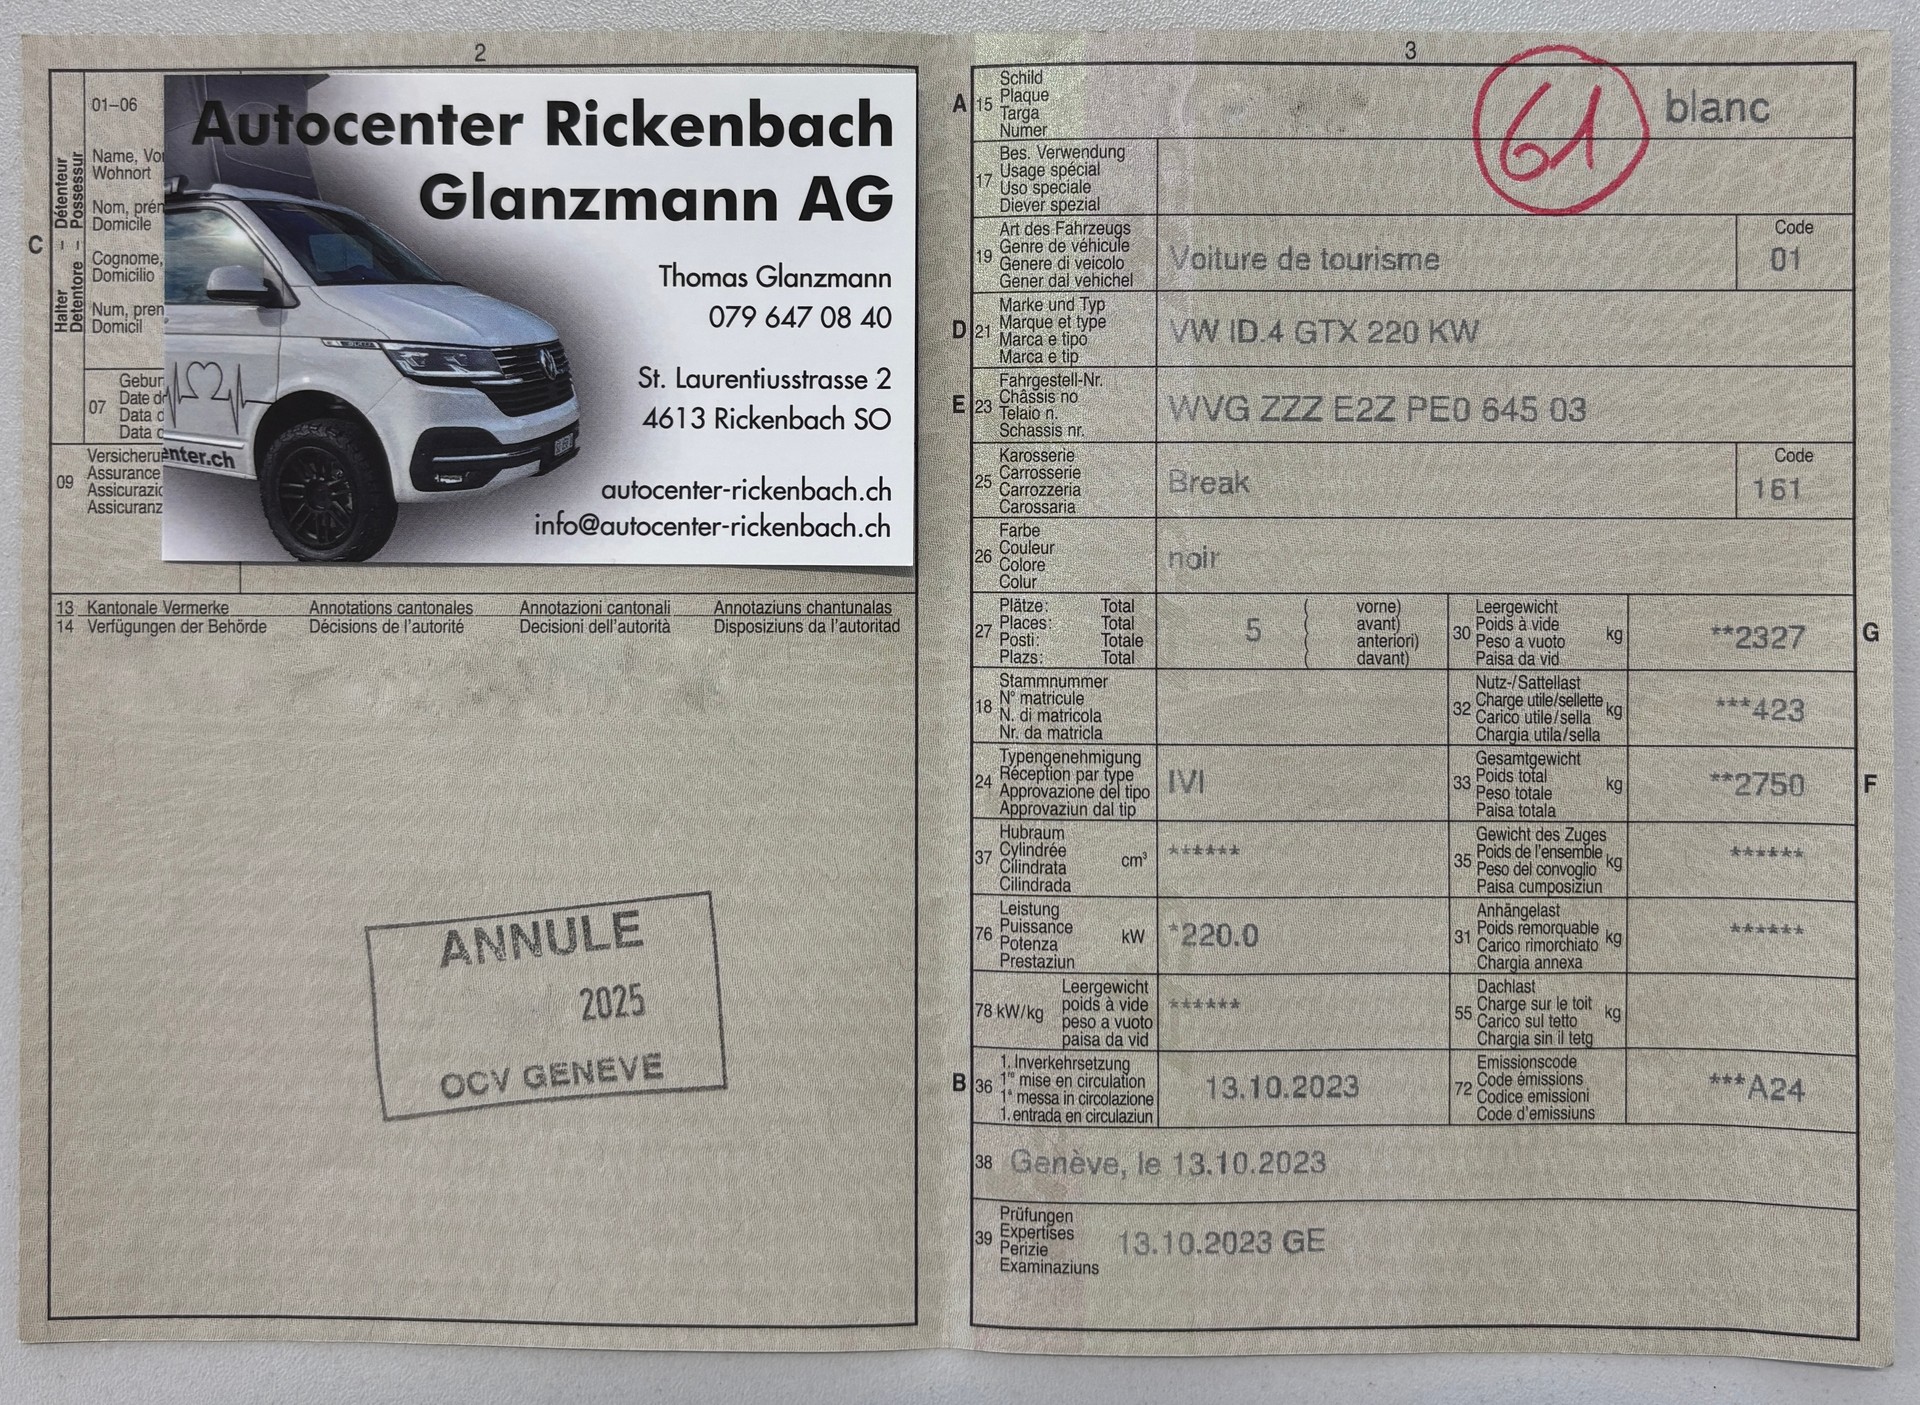 2
01–06
Halter – Détenteur
Detentore – Possessur
C
Name,
Wohnort
Nom,
Domicile
Cognome,
Domicilio
Num,
Domicil
07
Date
Data
Data
09
Assurance
Autocenter Rickenbach
Glanzmann AG
Thomas Glanzmann
079 647 08 40
St. Laurentiusstrasse 2
4613 Rickenbach SO
autocenter-rickenbach.ch
info@autocenter-rickenbach.ch
enter.ch
13 Kantonale Vermerke Annotations cantonales Annotazioni cantonali Annotaziuns chantunalas
14 Verfügungen der Behörde Décisions de l'autorité Decisioni dell'autorità Disposiziuns da l'autoritad
ANNULE
2025
OCV GENEVE
3
A 15 Schild
Plaque
Targa
Numer
61
blanc
17 Bes. Verwendung
Usage spécial
Uso speciale
Diever spezial
19 Art des Fahrzeugs
Genre de véhicule
Genere di veicolo
Gener dal vehichel
Voiture de tourisme
Code
01
D 21 Marke und Typ
Marque et type
Marca e tipo
Marca e tip
VW ID.4 GTX 220 KW
E 23 Fahrgestell-Nr.
Châssis no
Telaio n.
Schassis nr.
WVG ZZZ E2Z PE0 645 03
25 Karosserie
Carrosserie
Carrozzeria
Carossaria
Break
Code
161
26 Farbe
Couleur
Colore
Colur
noir
27 Plätze: Total
Places: Total
Posti: Totale
Plazs: Total
5
( vorne)
( avant)
( anteriori)
( davant)
30 Leergewicht
Poids à vide
Peso a vuoto
Paisa da vid
kg
**2327
G
18 Stammnummer
N° matricule
N. di matricola
Nr. da matricla
32 Nutz-/Sattellast
Charge utile/sellette
Carico utile/sella
Chargia utila/sella
kg
***423
24 Typengenehmigung
Réception par type
Approvazione del tipo
Approvaziun dal tip
IVI
33 Gesamtgewicht
Poids total
Peso totale
Paisa totala
kg
**2750
F
37 Hubraum
Cylindrée
Cilindrata
Cilindrada
cm³
******
35 Gewicht des Zuges
Poids de l'ensemble
Peso del convoglio
Paisa cumposiziun
kg
******
76 Leistung
Puissance
Potenza
Prestaziun
kW
*220.0
31 Anhängelast
Poids remorquable
Carico rimorchiato
Chargia annexa
kg
******
78 kW/kg
Leergewicht
poids à vide
peso a vuoto
paisa da vid
******
55 Dachlast
Charge sur le toit
Carico sul tetto
Chargia sin il tetg
kg
B 36 1. Inverkehrsetzung
1re mise en circulation
1a messa in circolazione
1. entrada en circulaziun
13.10.2023
72 Emissionscode
Code émissions
Codice emissioni
Code d'emissiuns
***A24
38 Genève, le 13.10.2023
39 Prüfungen
Expertises
Perizie
Examinaziuns
13.10.2023 GE